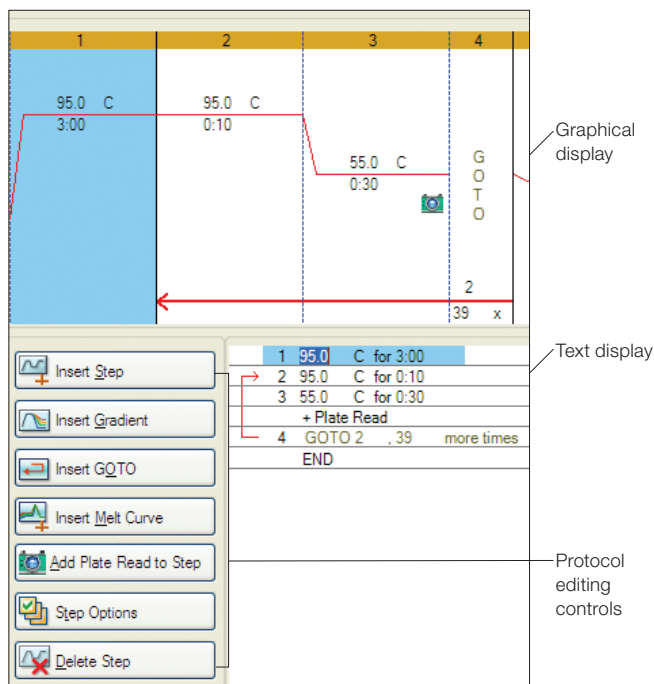 1 2 3 4
95.0 C
3:00
95.0 C
0:10
55.0 C
0:30
G
O
T
O
2
39 x
Graphical
display
Insert Step
Insert Gradient
Insert GOTO
Insert Melt Curve
Add Plate Read to Step
Step Options
Delete Step
1 95.0 C for 3:00
2 95.0 C for 0:10
3 55.0 C for 0:30
+ Plate Read
4 GOTO 2 , 39 more times
END
Text display
Protocol
editing
controls